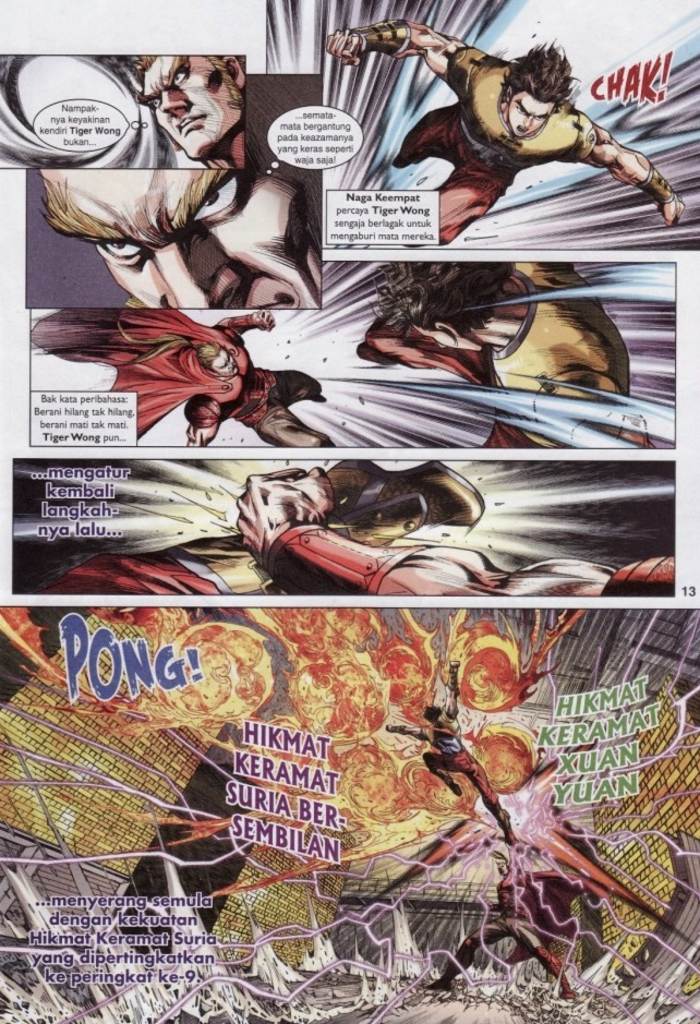 Nampak-
nya keyakinan
kendiri Tiger Wong
bukan...
...semata-
mata bergantung
pada keazamannya
yang keras seperti
waja saja!
CHAK!
Naga Keempat
percaya Tiger Wong
sengaja berlagak untuk
mengaburi mata mereka.
Bak kata peribahasa:
Berani hilang tak hilang,
berani mati tak mati.
Tiger Wong pun...
...mengatur
kembali
langkah-
nya lalu...
13
PONG!
HIKMAT
KERAMAT
SURIA BER-
SEMBILAN
HIKMAT
KERAMAT
XUAN
YUAN
...menyerang semula
dengan kekuatan
Hikmat Keramat Suria
yang dipertingkatkan
ke peringkat ke-9.